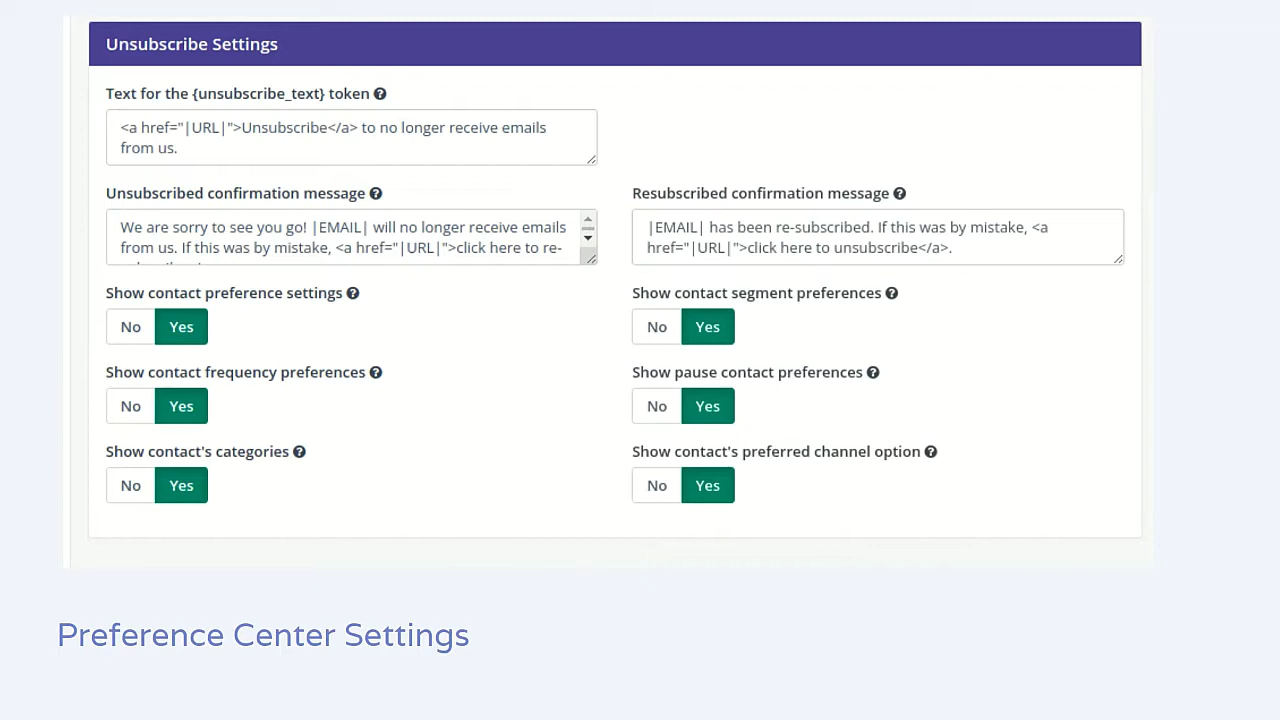 Unsubscribe Settings
Text for the {unsubscribe_text} token
<a href="|URL|">Unsubscribe</a> to no longer receive emails
from us.
Unsubscribed confirmation message
We are sorry to see you go! |EMAIL| will no longer receive emails
from us. If this was by mistake, <a href="|URL|">click here to re-
Resubscribed confirmation message
|EMAIL| has been re-subscribed. If this was by mistake, <a
href="|URL|">click here to unsubscribe</a>.
Show contact preference settings
No Yes
Show contact segment preferences
No Yes
Show contact frequency preferences
No Yes
Show pause contact preferences
No Yes
Show contact's categories
No Yes
Show contact's preferred channel option
No Yes
Preference Center Settings